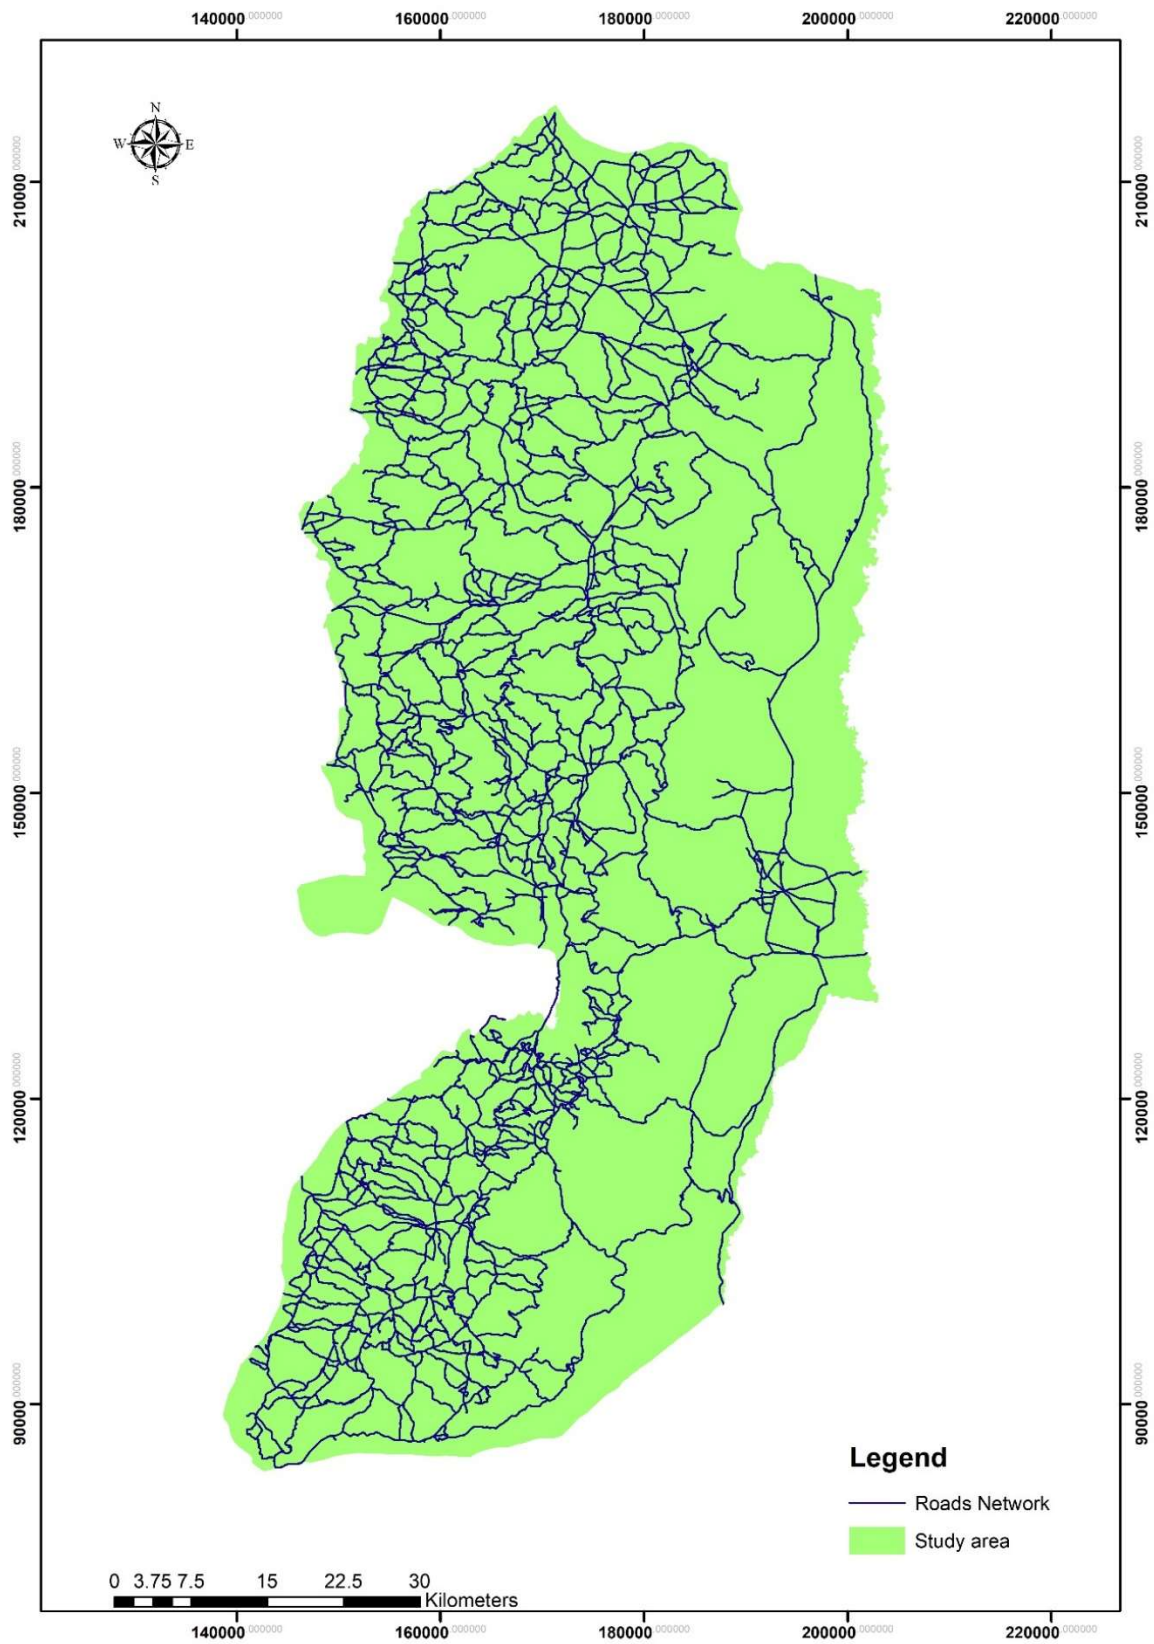 140000.000000 160000.000000 180000.000000 200000.000000 220000.000000
N
W E
S
210000.000000 210000.000000
180000.000000 180000.000000
150000.000000 150000.000000
120000.000000 120000.000000
90000.000000 90000.000000
Legend
Roads Network
Study area
0 3.75 7.5 15 22.5 30
Kilometers
140000.000000 160000.000000 180000.000000 200000.000000 220000.000000